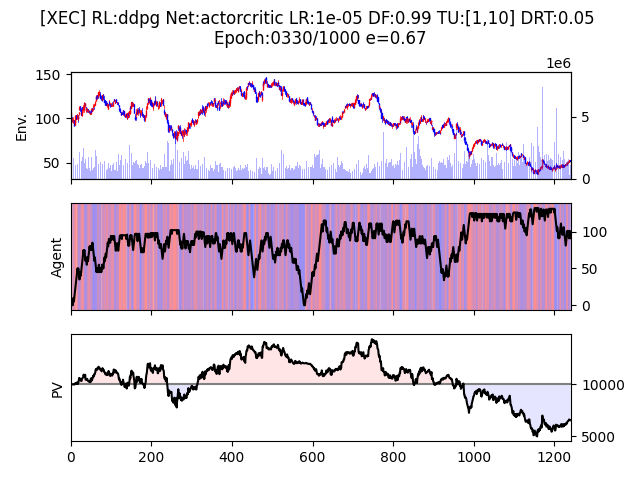 [XEC] RL:ddpg Net:actorcritic LR:1e-05 DF:0.99 TU:[1,10] DRT:0.05
Epoch:0330/1000 e=0.67
1e6
150
100
50
Env.
5
0
Agent
100
50
0
PV
10000
5000
0 200 400 600 800 1000 1200